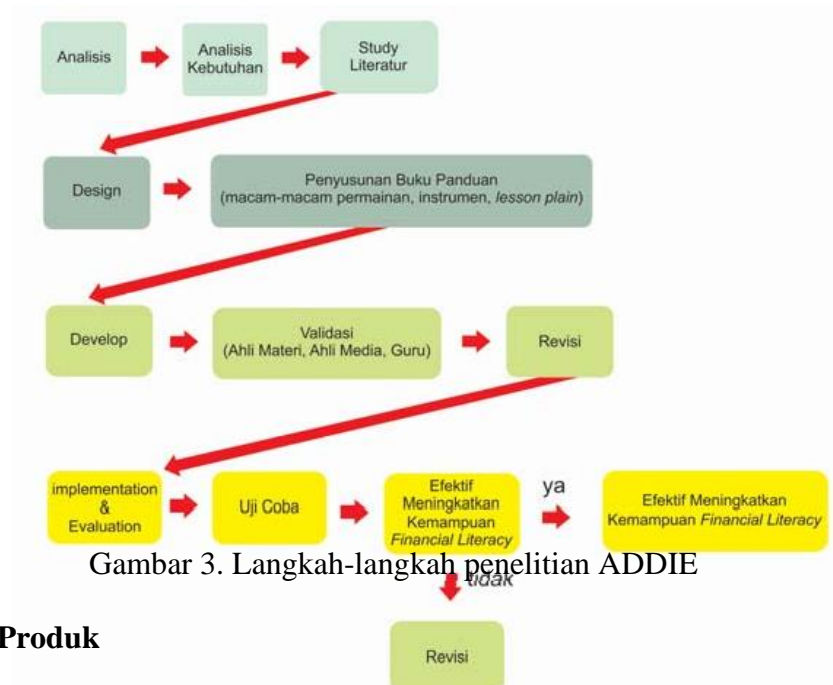 Analisis
Analisis
Kebutuhan
Study
Literatur
Design
Penyusunan Buku Panduan
(macam-macam permainan, instrumen, lesson plain)
Develop
Validasi
(Ahli Materi, Ahli Media, Guru)
Revisi
implementation
&
Evaluation
Uji Coba
Efektif
Meningkatkan
Kemampuan
Financial Literacy
ya
Efektif Meningkatkan
Kemampuan Financial Literacy
Gambar 3. Langkah-langkah penelitian ADDIE
tidak
Produk
Revisi